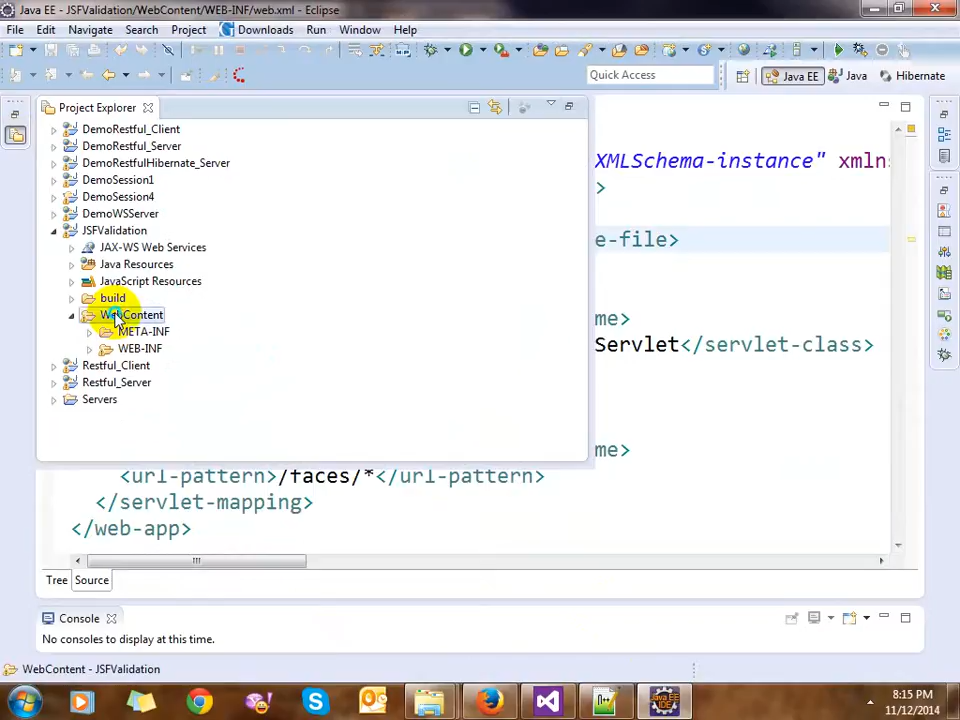 Java EE - JSFValidation/WebContent/WEB-INF/web.xml - Eclipse
File Edit Navigate Search Project Downloads Run Window Help
Quick Access
Java EE Java Hibernate
Project Explorer
DemoRestful_Client
DemoRestful_Server
DemoRestfulHibernate_Server
DemoSession1
DemoSession4
DemoWSServer
JSFValidation
JAX-WS Web Services
Java Resources
JavaScript Resources
build
WebContent
META-INF
WEB-INF
Restful_Client
Restful_Server
Servers
XMLSchema-instance" xmlns
>
e-file>
me>
Servlet</servlet-class>
me>
<url-pattern>/faces/*</url-pattern>
</servlet-mapping>
</web-app>
Tree Source
Console
No consoles to display at this time.
WebContent - JSFValidation
8:15 PM
11/12/2014